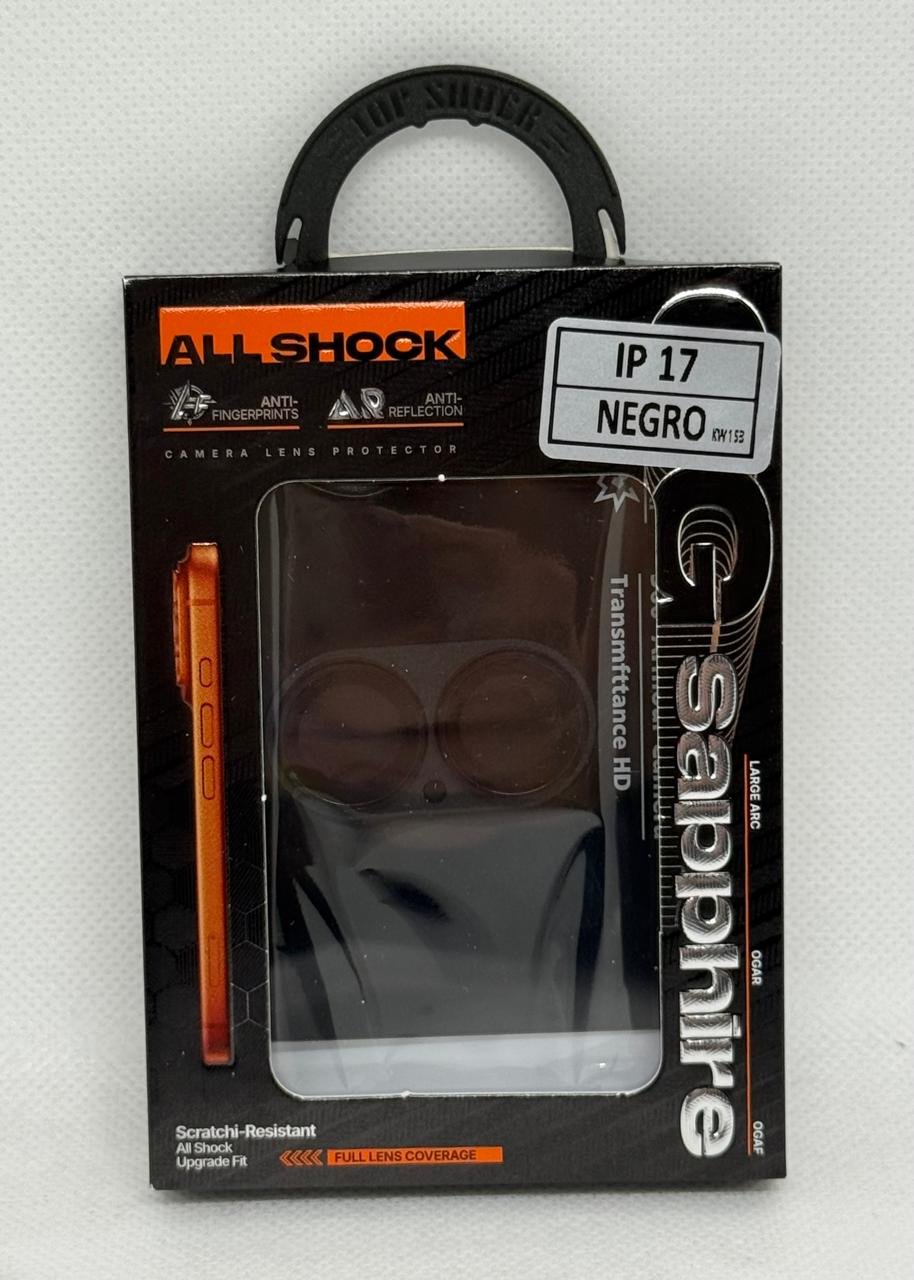 TOP SHOCK
ALL SHOCK
ANTI-
FINGERPRINTS
AR
ANTI-
REFLECTION
CAMERA LENS PROTECTOR
IP 17
NEGRO
KW153
Transmfttance HD
sapphire
LARGE ARC
OGAR
OGAF
Scratchi-Resistant
All Shock
Upgrade Fit
FULL LENS COVERAGE